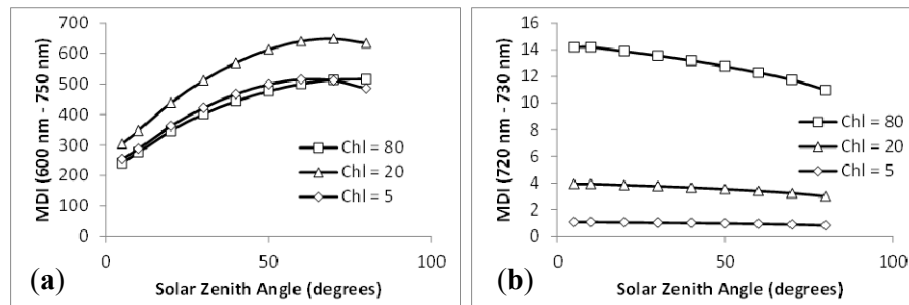 MDI (600 nm - 750 nm)
700
600
500
400
300
200
100
0
Chl = 80
Chl = 20
Chl = 5
0
50
100
Solar Zenith Angle (degrees)
(a)
MDI (720 nm - 730 nm)
16
14
12
10
8
6
4
2
0
Chl = 80
Chl = 20
Chl = 5
0
50
100
Solar Zenith Angle (degrees)
(b)